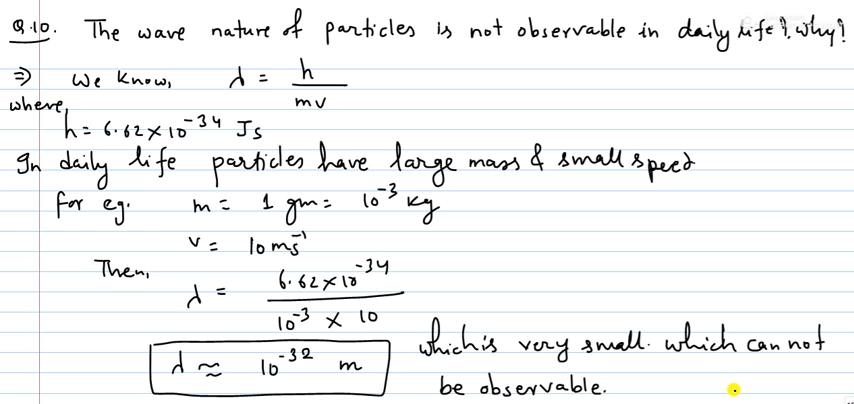 Q.10. The wave nature of particles is not observable in daily life?, why?
⇒ We know, λ = h / mv
where,
h = 6.62 × 10⁻³⁴ Js
In daily life particles have large mass & small speed
for eg. m = 1 gm = 10⁻³ kg
v = 10 ms⁻¹
Then,
λ = 6.62 × 10⁻³⁴ / 10⁻³ × 10
λ ≈ 10⁻³² m which is very small. which can not
be observable.